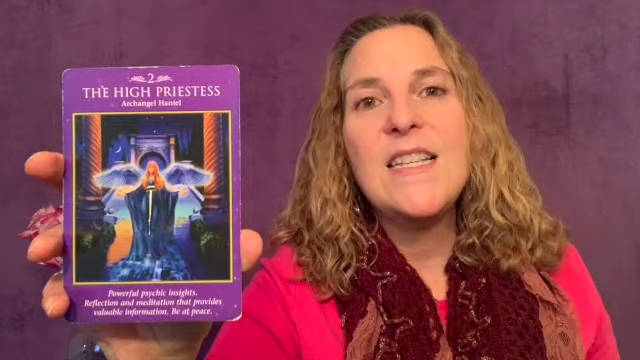 2
THE HIGH PRIESTESS
Archangel Haniel
Powerful psychic insights.
Reflection and meditation that provides
valuable information. Be at peace.